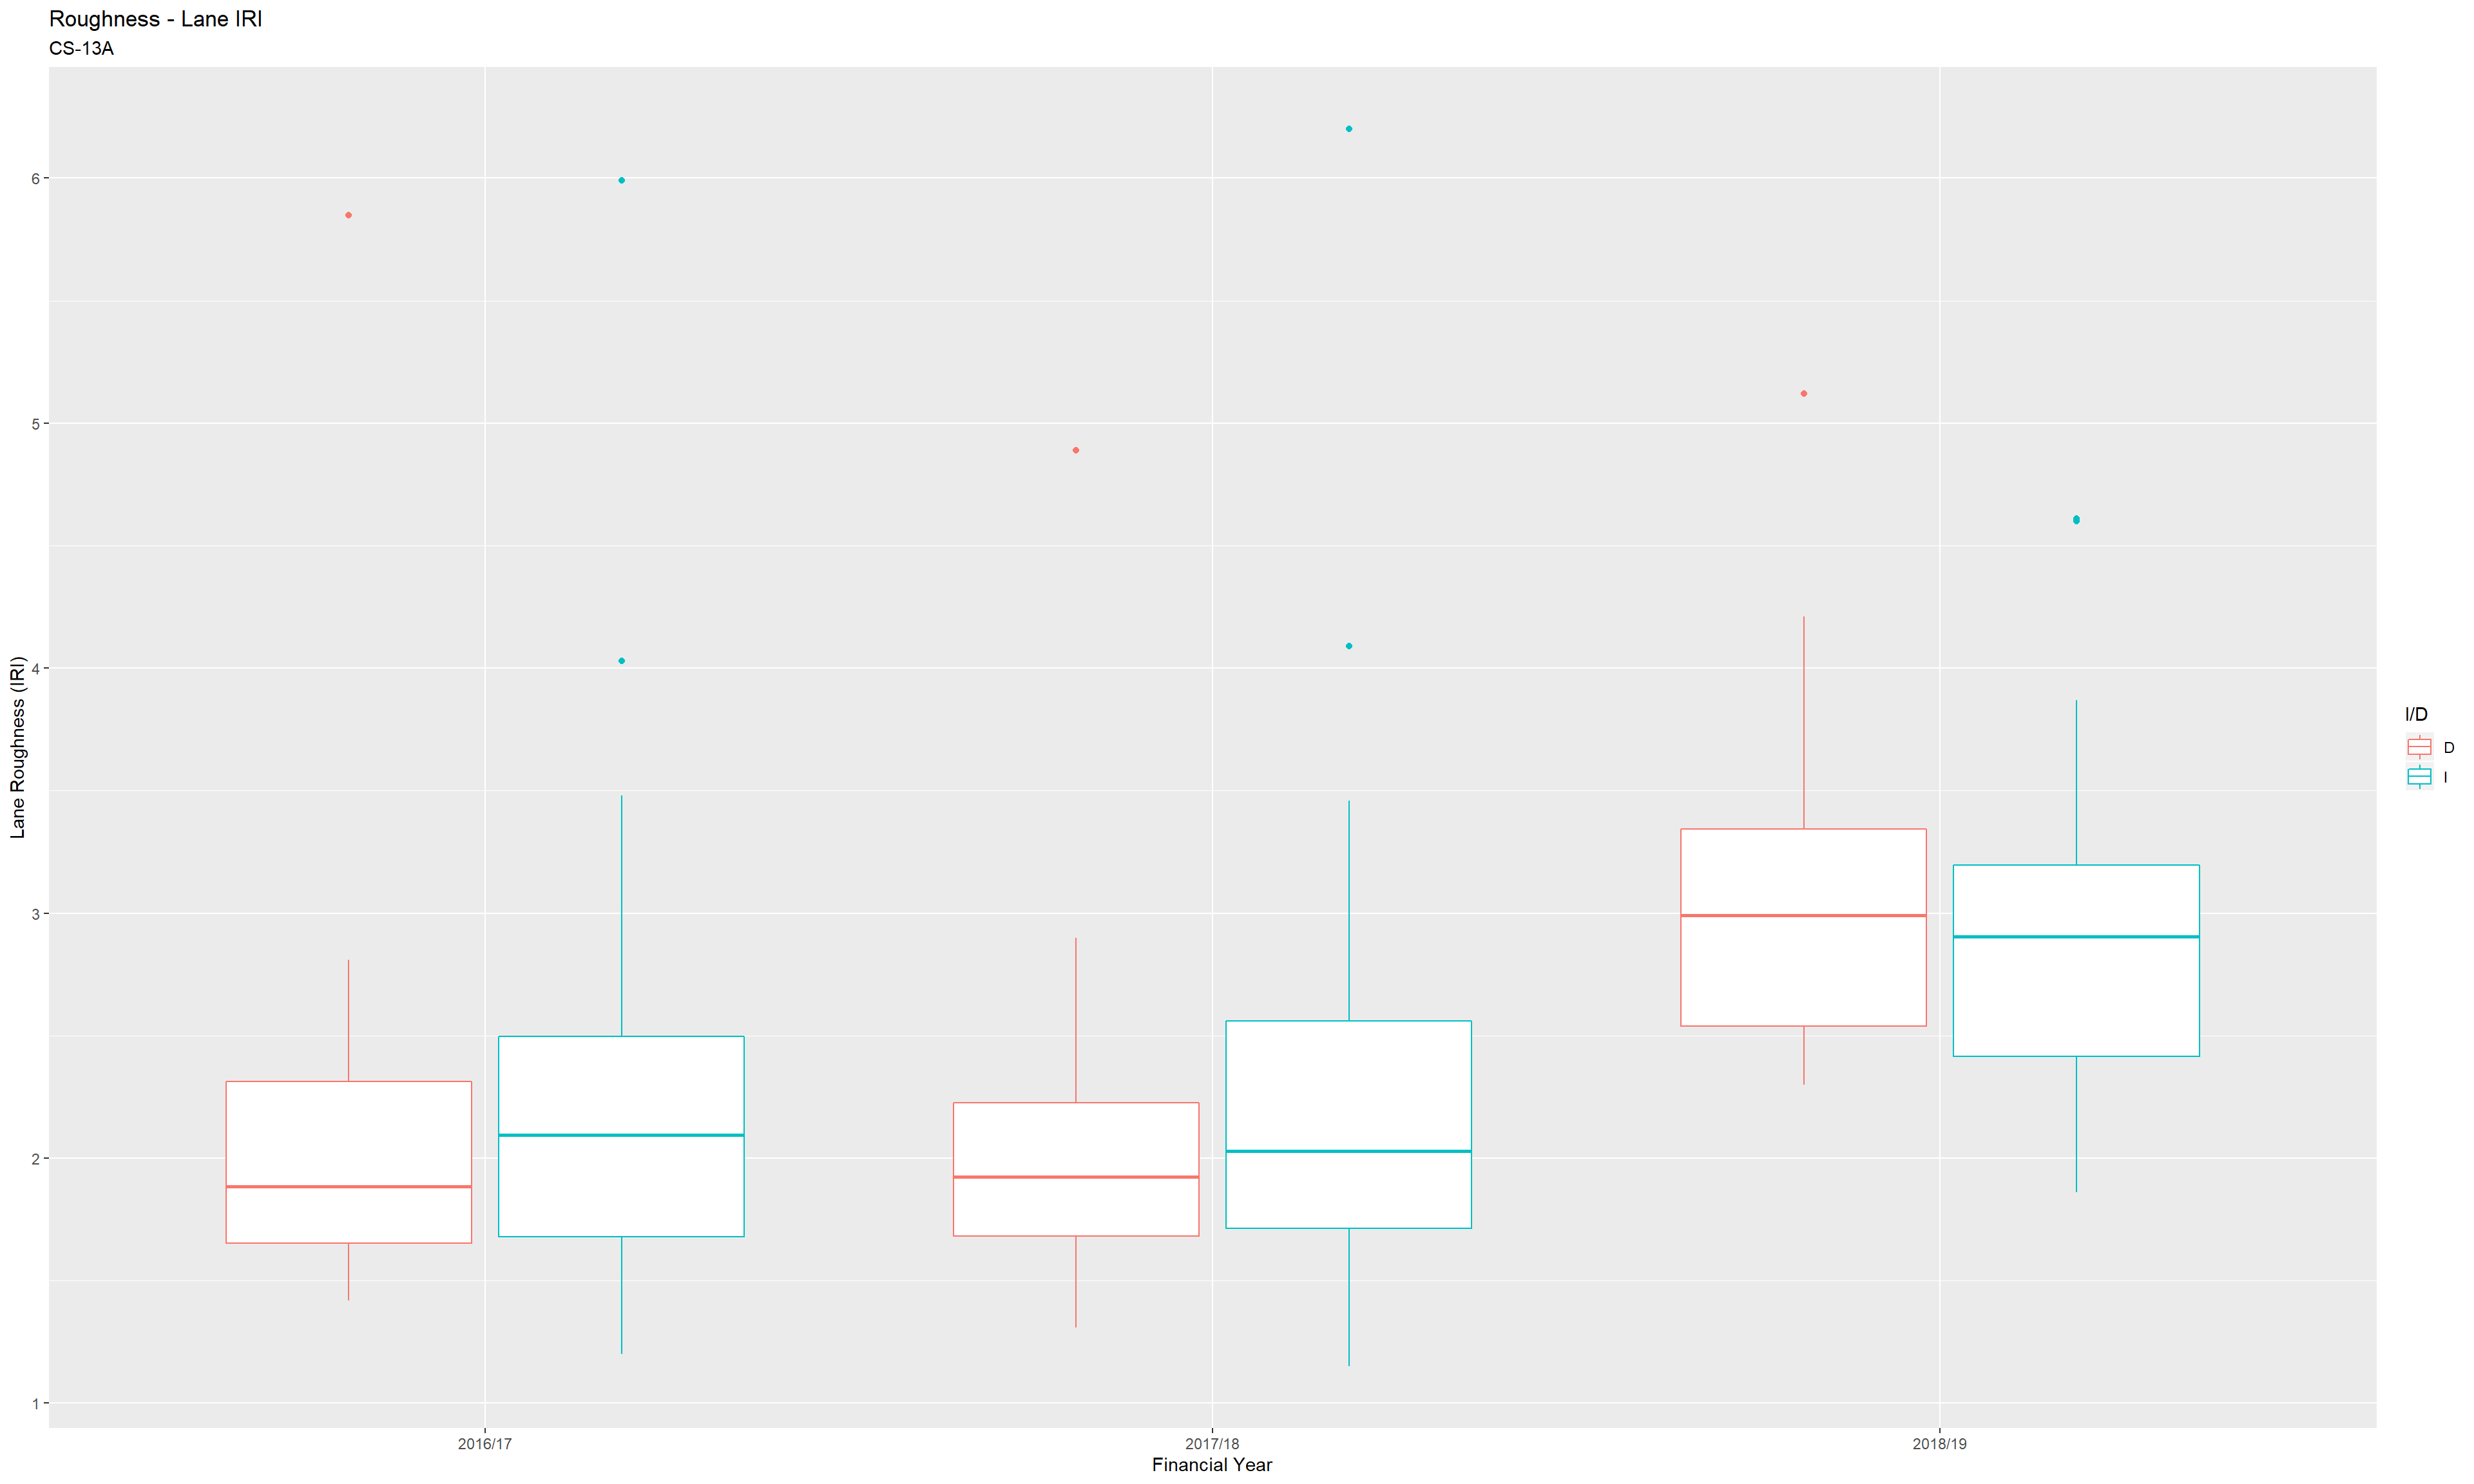 Roughness - Lane IRI
CS-13A
Lane Roughness (IRI)
6
5
4
3
2
1
2016/17
2017/18
2018/19
Financial Year
I/D
D
I